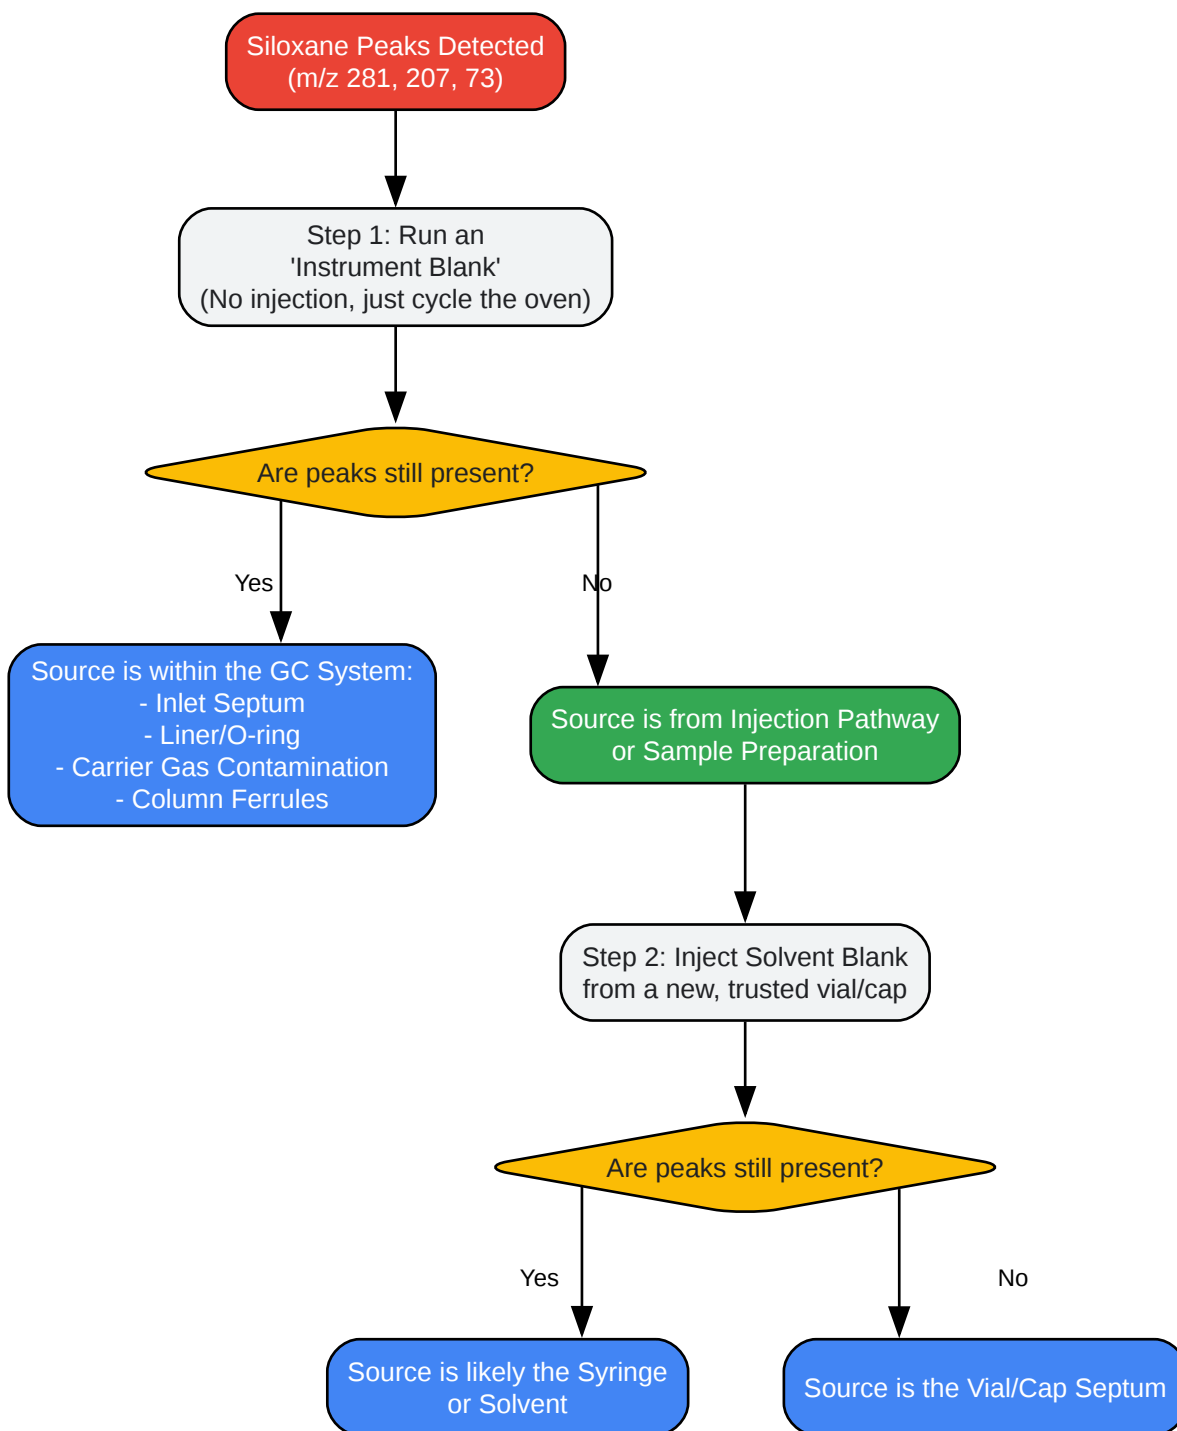 Siloxane Peaks Detected
(m/z 281, 207, 73)
Step 1: Run an
'Instrument Blank'
(No injection, just cycle the oven)
Are peaks still present?
Yes
No
Source is within the GC System:
- Inlet Septum
- Liner/O-ring
- Carrier Gas Contamination
- Column Ferrules
Source is from Injection Pathway
or Sample Preparation
Step 2: Inject Solvent Blank
from a new, trusted vial/cap
Are peaks still present?
Yes
No
Source is likely the Syringe
or Solvent
Source is the Vial/Cap Septum